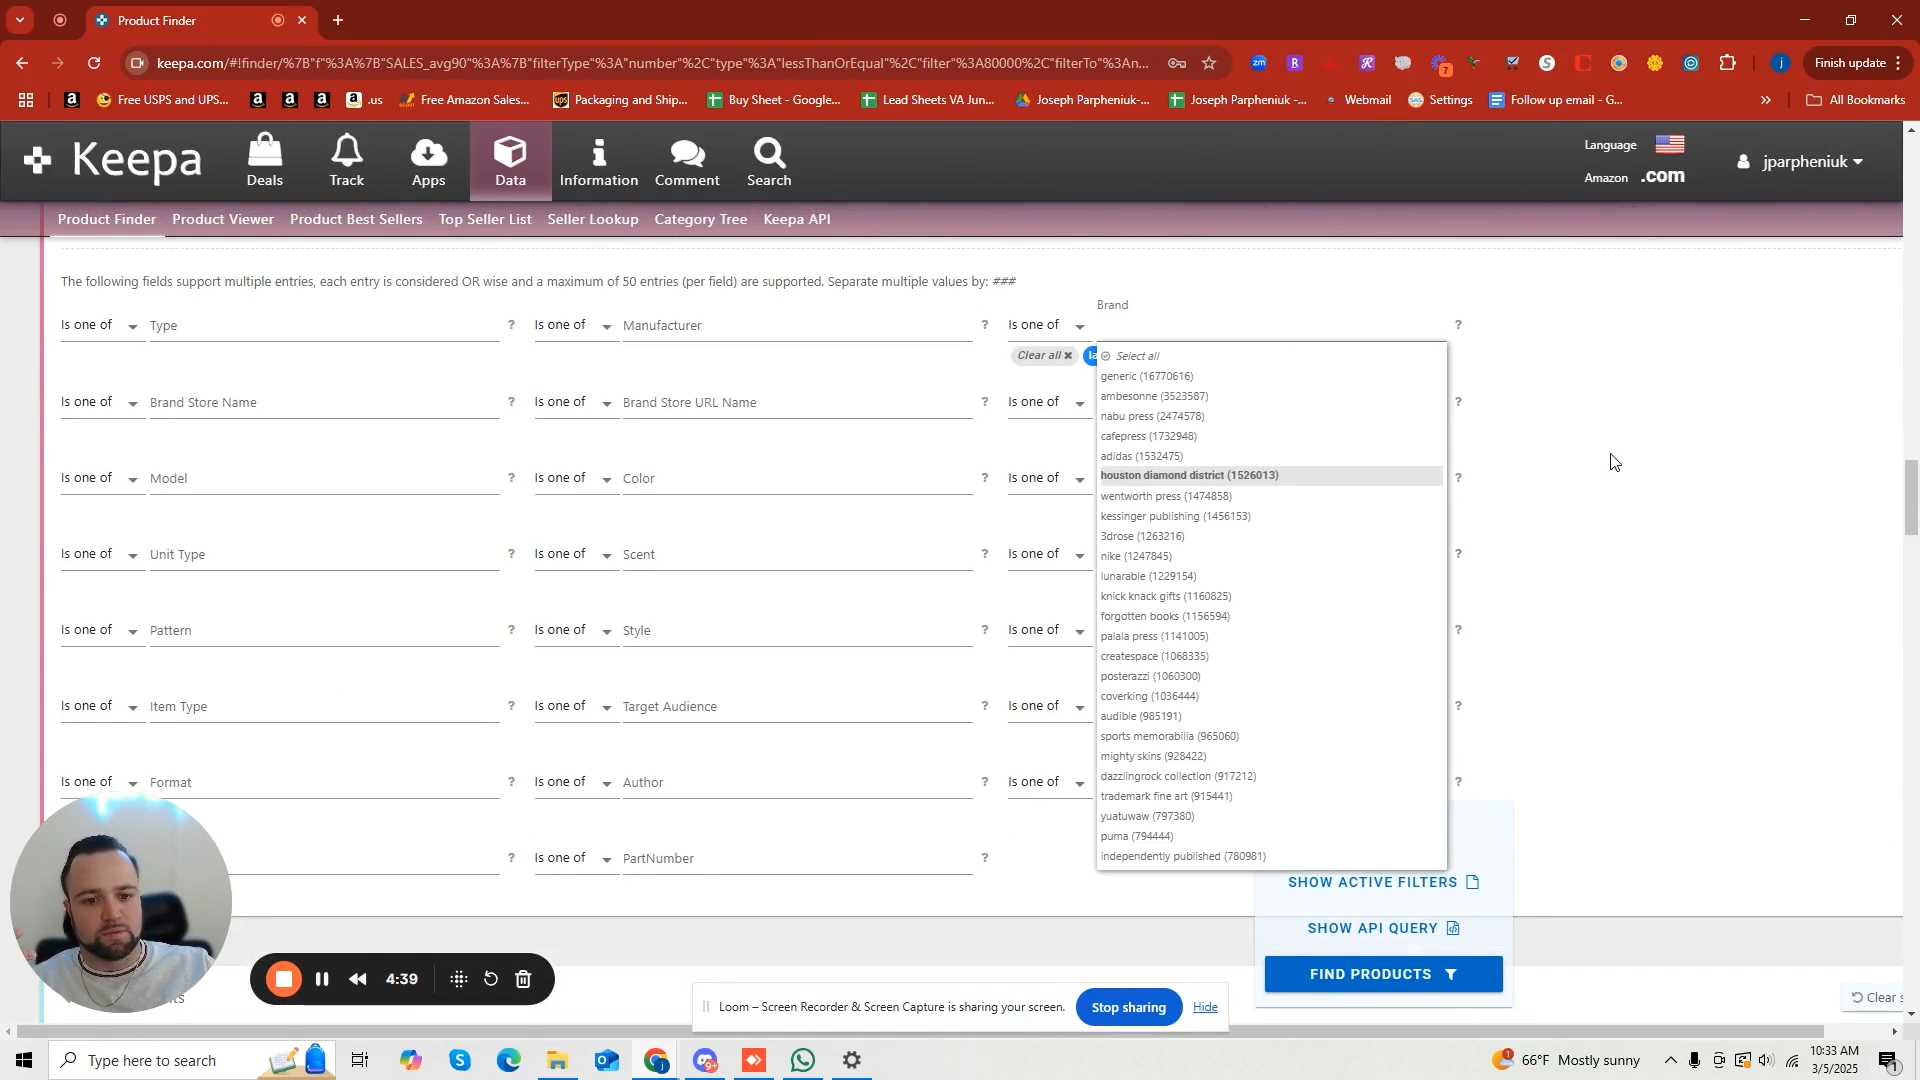 Product Finder
keepa.com/#!finder/%7B"f"%3A%7B"SALES_avg90"%3A%7B"filterType"%3A"number"%2C"type"%3A"lessThanOrEqual"%2C"filter"%3A80000%2C"filterTo"%3An...
7
j
Finish update
Free USPS and UPS...
.us
Free Amazon Sales...
Packaging and Ship...
Buy Sheet - Google...
Lead Sheets VA Jun...
Joseph Parpheniuk-...
Joseph Parpheniuk -...
Webmail
Settings
Follow up email - G...
All Bookmarks
Keepa
Deals
Track
Apps
Data
Information
Comment
Search
Language
Amazon .com
jparpheniuk
Product Finder
Product Viewer
Product Best Sellers
Top Seller List
Seller Lookup
Category Tree
Keepa API
The following fields support multiple entries, each entry is considered OR wise and a maximum of 50 entries (per field) are supported. Separate multiple values by: ###
Brand
Is one of Type ? Is one of Manufacturer ? Is one of ?
Clear all ✖ la
Select all
generic (16770616)
ambesonne (3523587)
Is one of Brand Store Name ? Is one of Brand Store URL Name ? Is one of ?
nabu press (2474578)
cafepress (1732948)
adidas (1532475)
houston diamond district (1526013)
Is one of Model ? Is one of Color ? Is one of ?
wentworth press (1474858)
kessinger publishing (1456153)
3drose (1263216)
nike (1247845)
Is one of Unit Type ? Is one of Scent ? Is one of ?
lunarable (1229154)
knick knack gifts (1160825)
forgotten books (1156594)
Is one of Pattern ? Is one of Style ? Is one of ?
palala press (1141005)
createspace (1068335)
posterazzi (1060300)
coverking (1036444)
Is one of Item Type ? Is one of Target Audience ? Is one of ?
audible (985191)
sports memorabilia (965060)
mighty skins (928422)
dazzlingrock collection (917212)
Is one of Format ? Is one of Author ? Is one of ?
trademark fine art (915441)
yuatuwaw (797380)
puma (794444)
independently published (780981)
? Is one of PartNumber ?
SHOW ACTIVE FILTERS
SHOW API QUERY
FIND PRODUCTS
4:39
Loom – Screen Recorder & Screen Capture is sharing your screen.
Stop sharing
Hide
Clear s
Type here to search
9+
66°F Mostly sunny
10:33 AM
3/5/2025
1